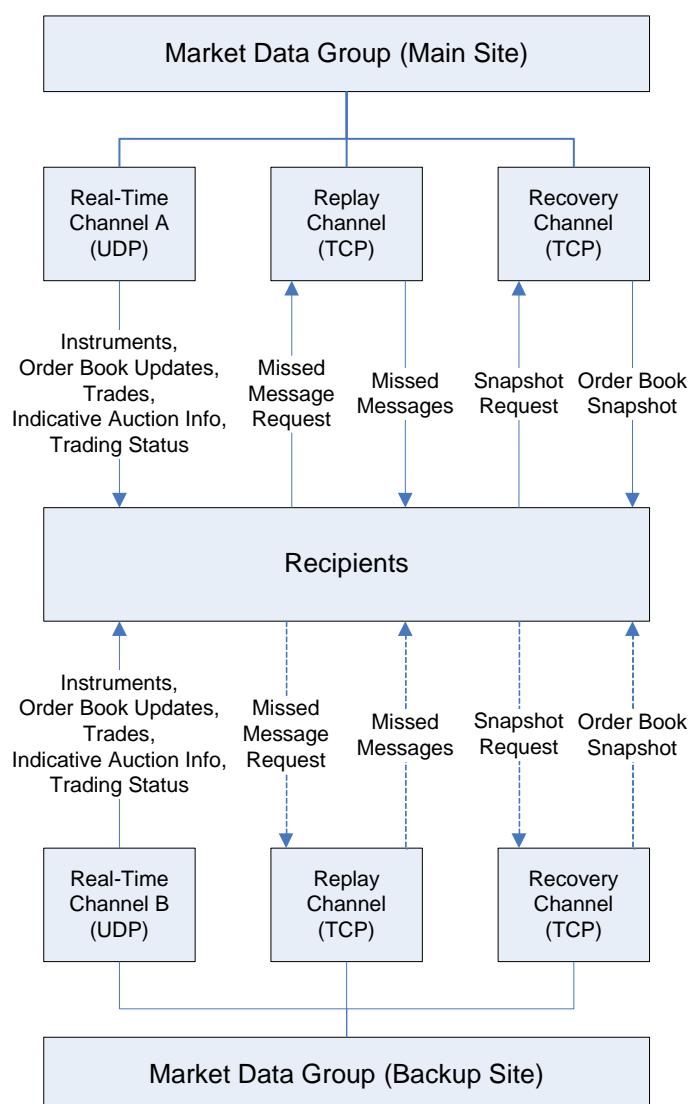 Market Data Group (Main Site)
Real-Time
Channel A
(UDP)
Replay
Channel
(TCP)
Recovery
Channel
(TCP)
Instruments,
Order Book Updates,
Trades,
Indicative Auction Info,
Trading Status
Missed
Message
Request
Missed
Messages
Snapshot
Request
Order Book
Snapshot
Recipients
Instruments,
Order Book Updates,
Trades,
Indicative Auction Info,
Trading Status
Missed
Message
Request
Missed
Messages
Snapshot
Request
Order Book
Snapshot
Real-Time
Channel B
(UDP)
Replay
Channel
(TCP)
Recovery
Channel
(TCP)
Market Data Group (Backup Site)